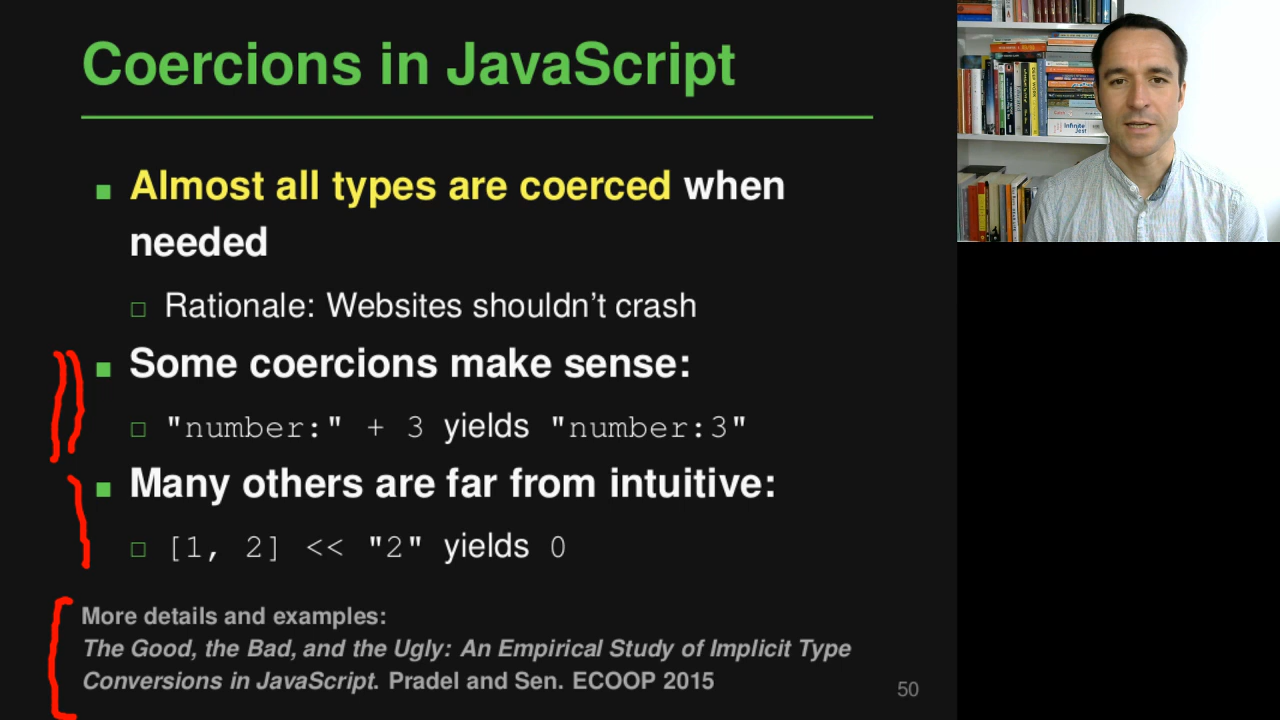 Coercions in JavaScript
■ Almost all types are coerced when
needed
□ Rationale: Websites shouldn't crash
■ Some coercions make sense:
□ "number:" + 3 yields "number:3"
■ Many others are far from intuitive:
□ [1, 2] << "2" yields 0
More details and examples:
The Good, the Bad, and the Ugly: An Empirical Study of Implicit Type
Conversions in JavaScript. Pradel and Sen. ECOOP 2015
50
Infinite
Jest